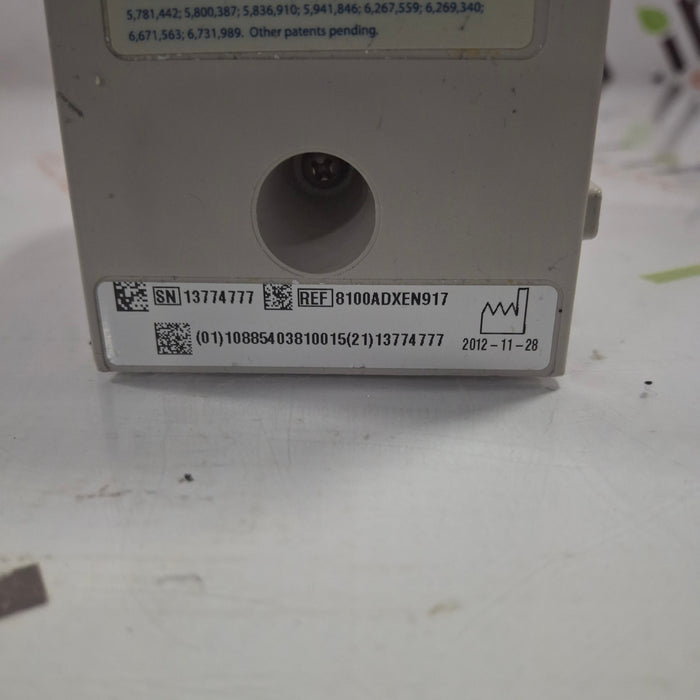 5,781,442; 5,800,387; 5,836,910; 5,941,846; 6,267,559; 6,269,340;
6,671,563; 6,731,989. Other patents pending.
SN 13774777 REF 8100ADXEN917
(01)10885403810015(21)13774777 2012-11-28